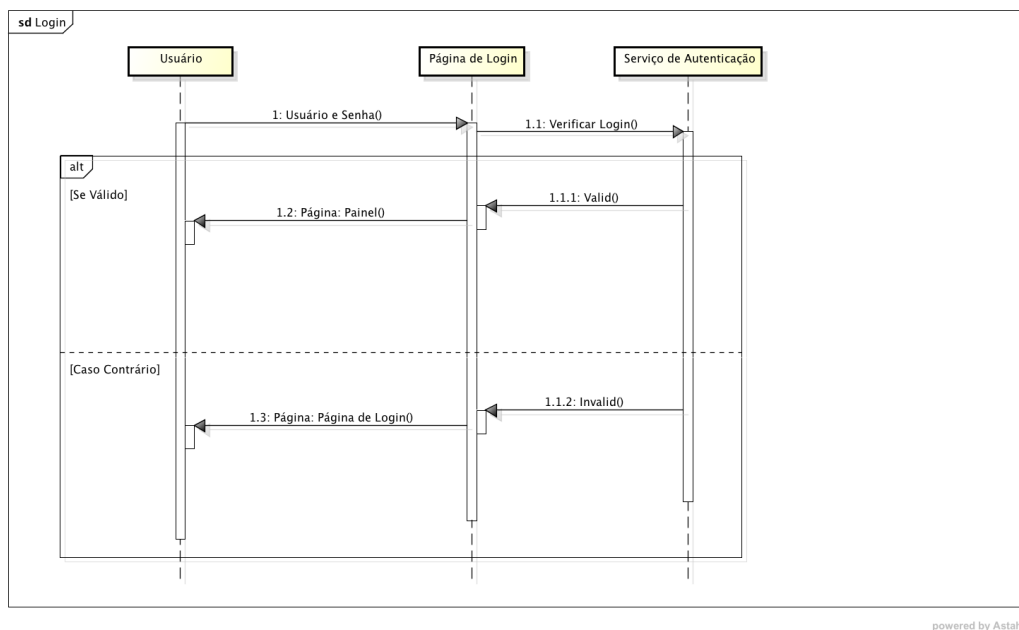 sd Login
Usuário
Página de Login
Serviço de Autenticação
1: Usuário e Senha()
1.1: Verificar Login()
alt
[Se Válido]
1.1.1: Valid()
1.2: Página: Painel()
[Caso Contrário]
1.1.2: Invalid()
1.3: Página: Página de Login()
powered by Astah